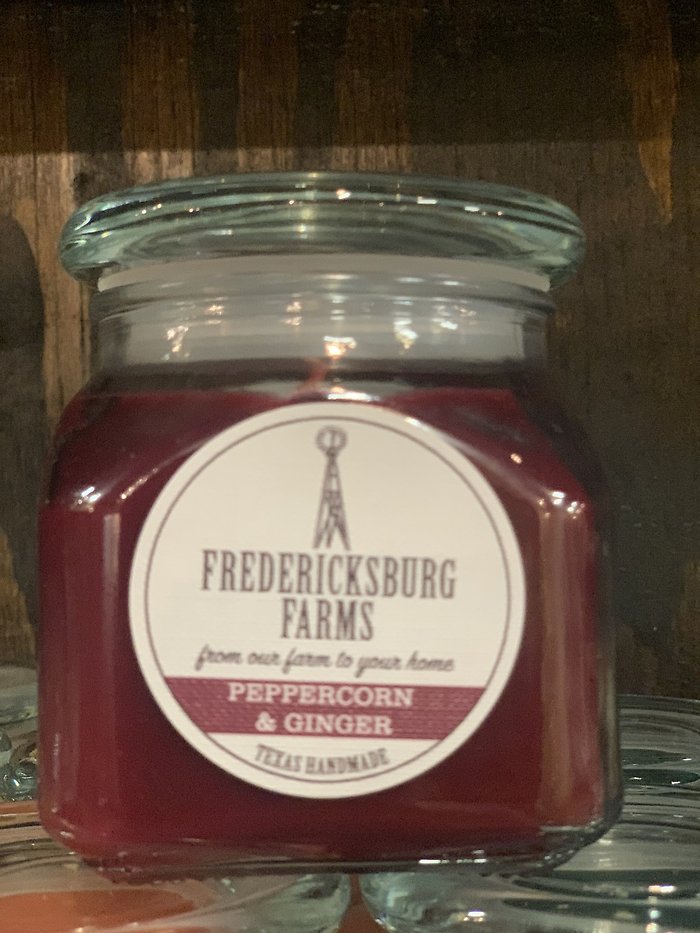 FREDERICKSBURG
FARMS
from our farm to your home
PEPPERCORN
& GINGER
TEXAS HANDMADE